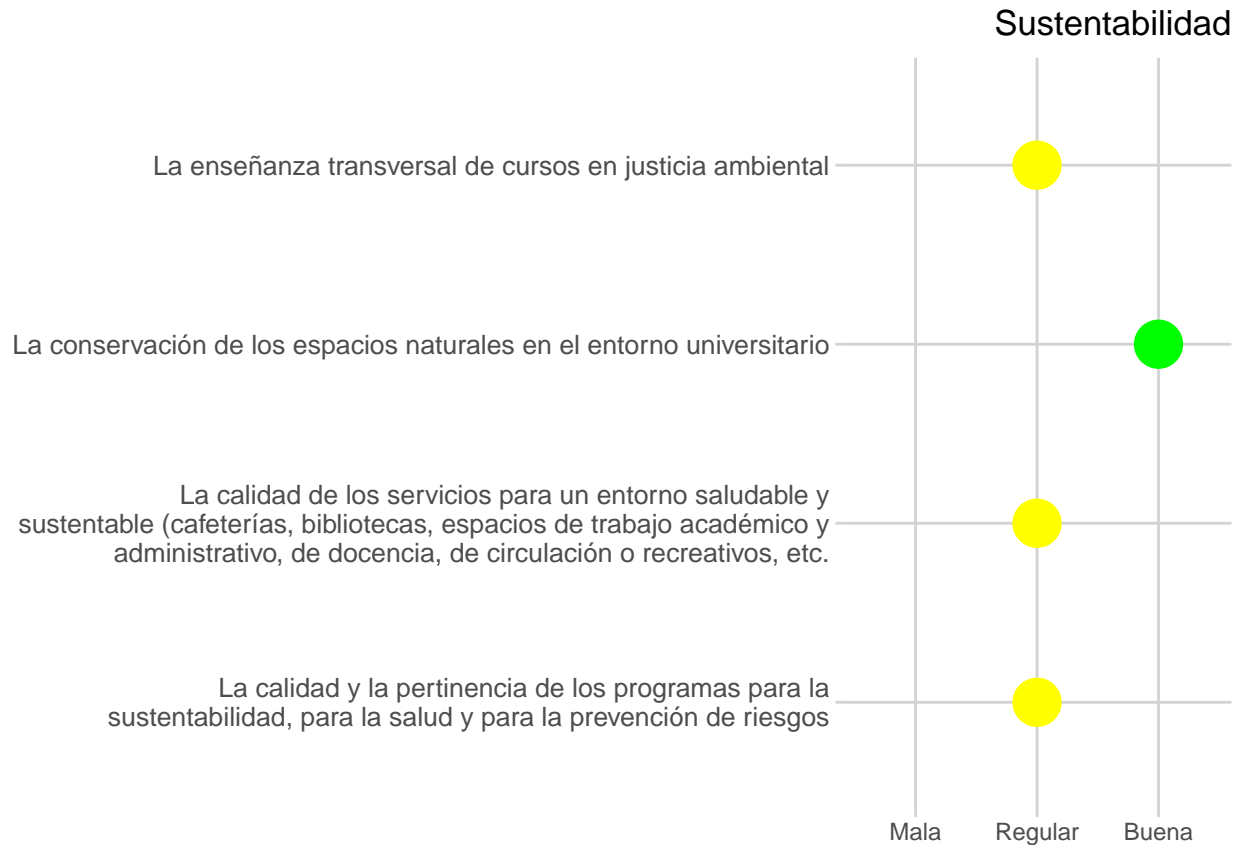 Sustentabilidad
La enseñanza transversal de cursos en justicia ambiental
La conservación de los espacios naturales en el entorno universitario
La calidad de los servicios para un entorno saludable y
sustentable (cafeterías, bibliotecas, espacios de trabajo académico y
administrativo, de docencia, de circulación o recreativos, etc.
La calidad y la pertinencia de los programas para la
sustentabilidad, para la salud y para la prevención de riesgos
Mala Regular Buena